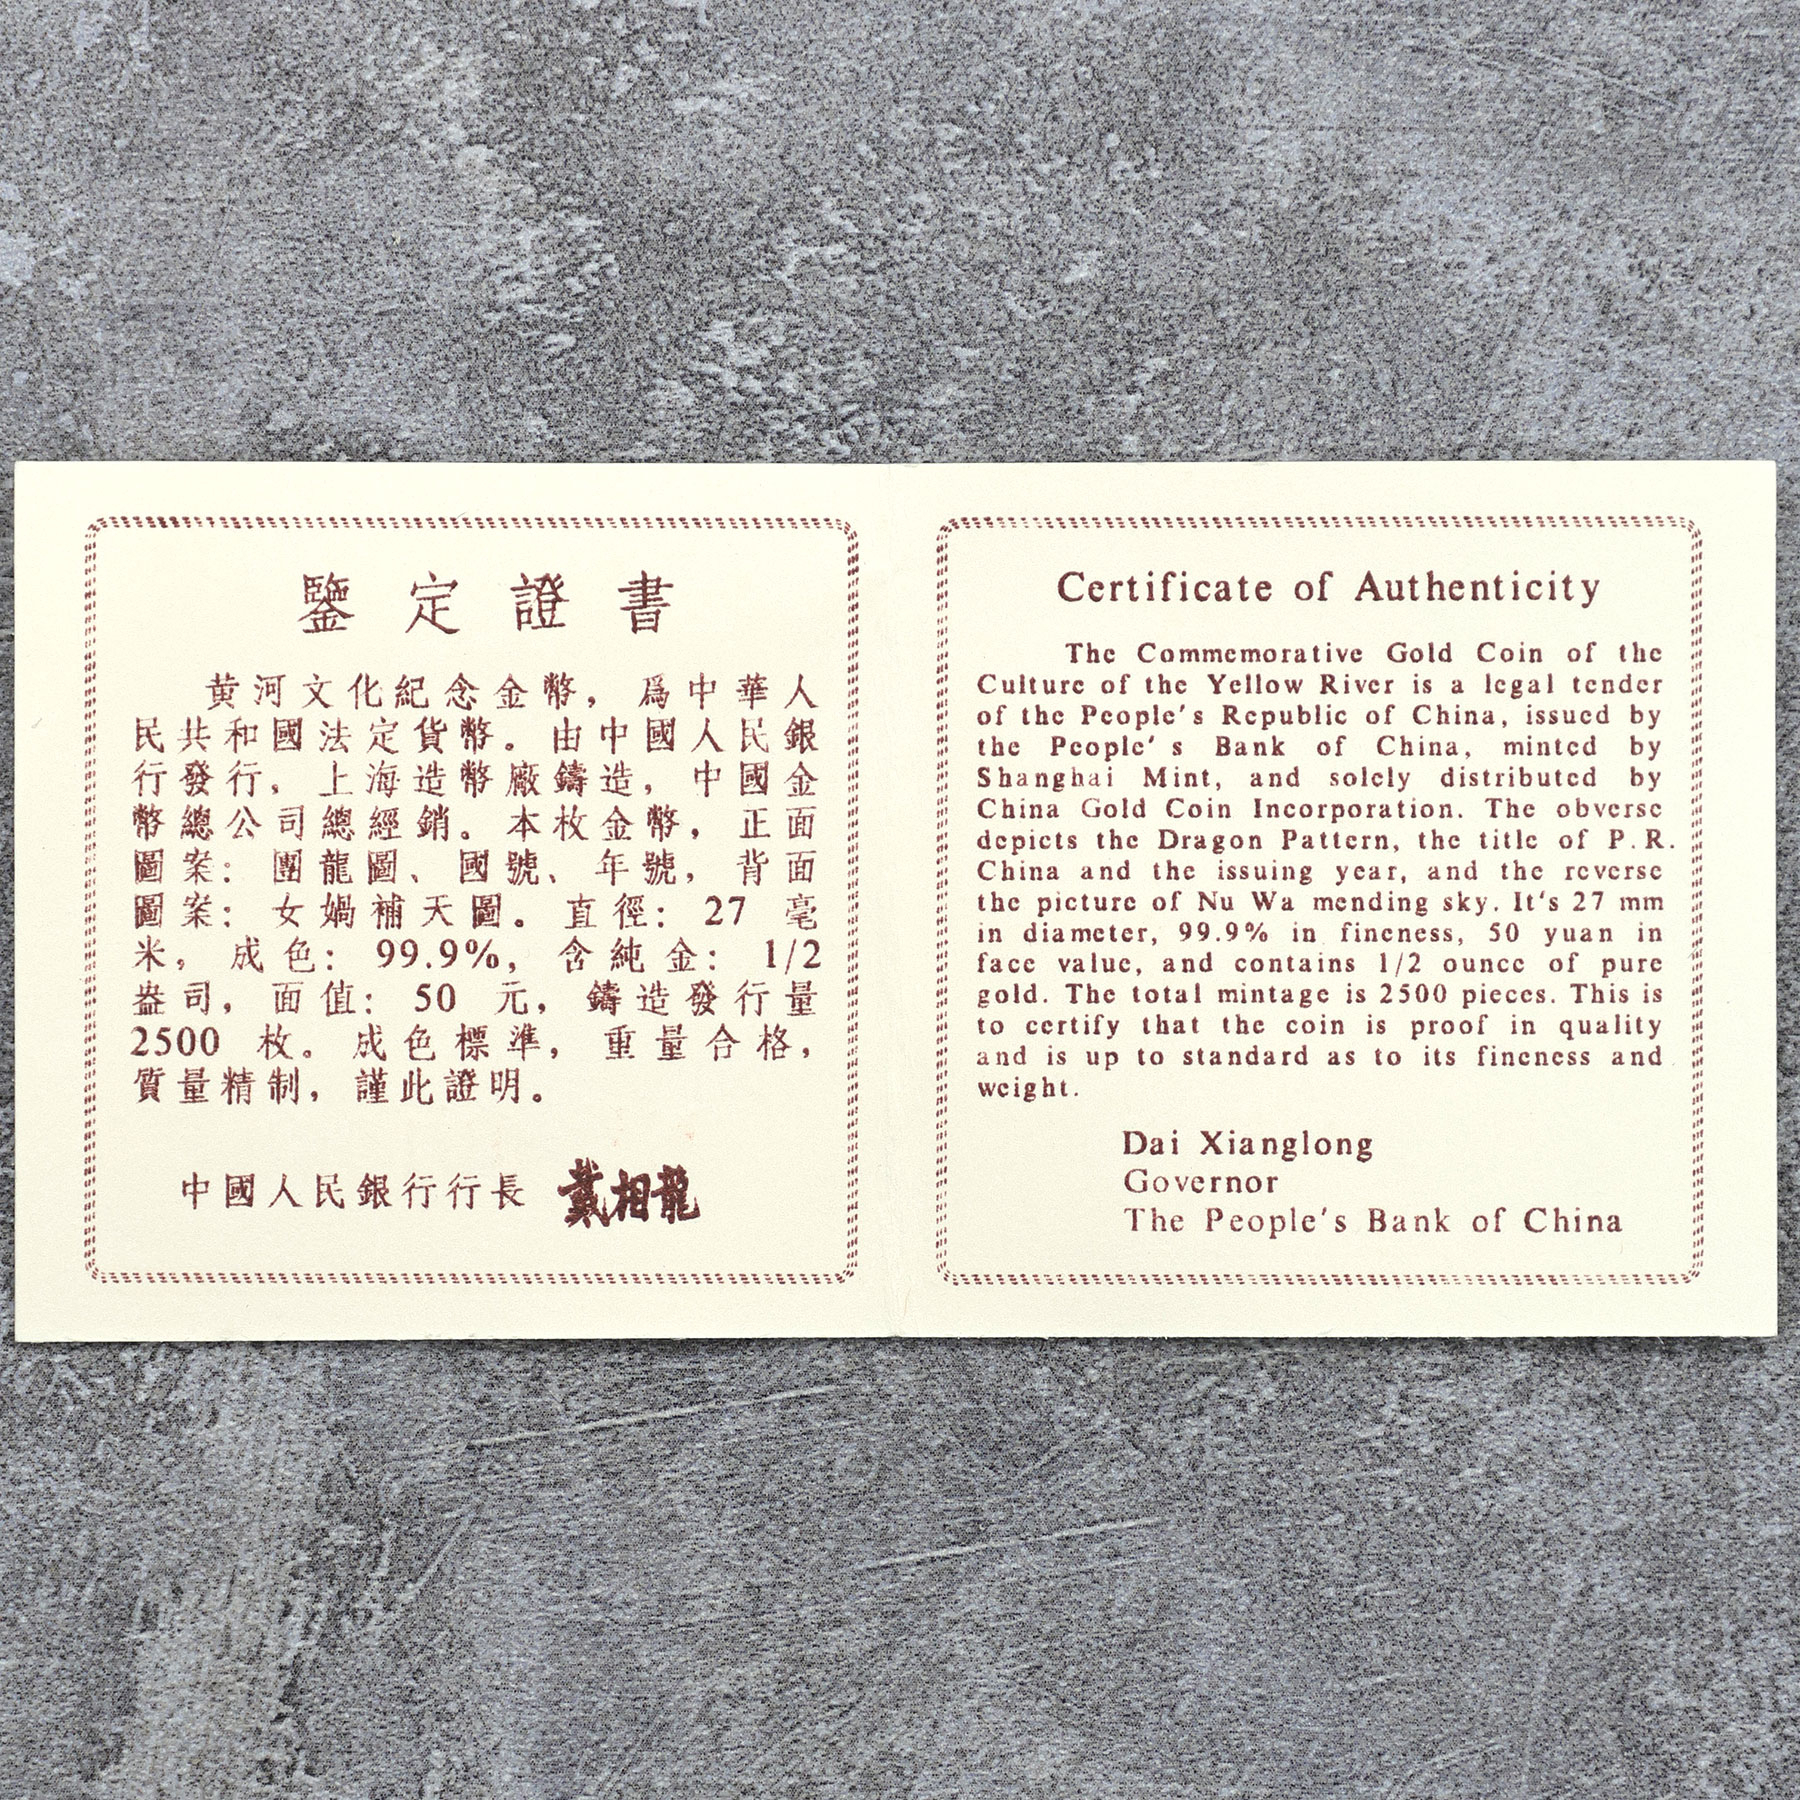 鑒定證書
黄河文化紀念金幣，爲中華人
民共和國法定貨幣。由中國人民銀
行發行，上海造幣廠鑄造，中國金
幣總公司總經銷。本枚金幣，正面
圖案：團龍圖、國號、年號，背面
圖案：女媧補天圖。直徑：27 毫
米，成色：99.9%，含純金：1/2
盎司，面值：50 元，鑄造發行量
2500 枚。成色標準，重量合格，
質量精制，謹此證明。
中國人民銀行行長 戴相龍
Certificate of Authenticity
The Commemorative Gold Coin of the
Culture of the Yellow River is a legal tender
of the People's Republic of China, issued by
the People's Bank of China, minted by
Shanghai Mint, and solely distributed by
China Gold Coin Incorporation. The obverse
depicts the Dragon Pattern, the title of P.R.
China and the issuing year, and the reverse
the picture of Nu Wa mending sky. It's 27 mm
in diameter, 99.9% in fineness, 50 yuan in
face value, and contains 1/2 ounce of pure
gold. The total mintage is 2500 pieces. This is
to certify that the coin is proof in quality
and is up to standard as to its fineness and
weight.
Dai Xianglong
Governor
The People's Bank of China